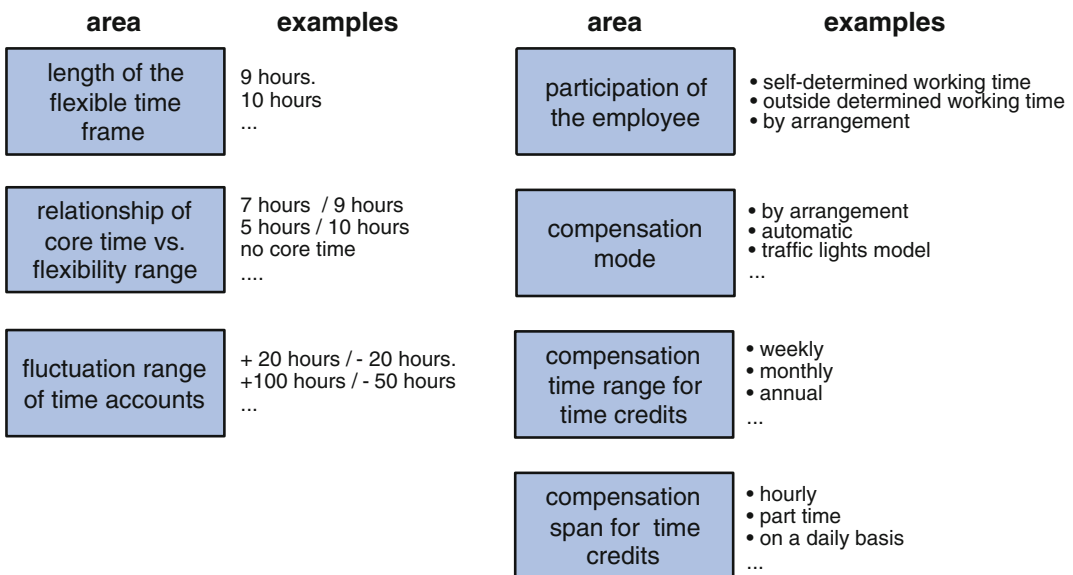 area
examples
length of the
flexible time
frame
9 hours.
10 hours
...
relationship of
core time vs.
flexibility range
7 hours / 9 hours
5 hours / 10 hours
no core time
....
fluctuation range
of time accounts
+ 20 hours / - 20 hours.
+100 hours / - 50 hours
...
area
examples
participation of
the employee
• self-determined working time
• outside determined working time
• by arrangement
compensation
mode
• by arrangement
• automatic
• traffic lights model
...
compensation
time range for
time credits
• weekly
• monthly
• annual
...
compensation
span for time
credits
• hourly
• part time
• on a daily basis
...